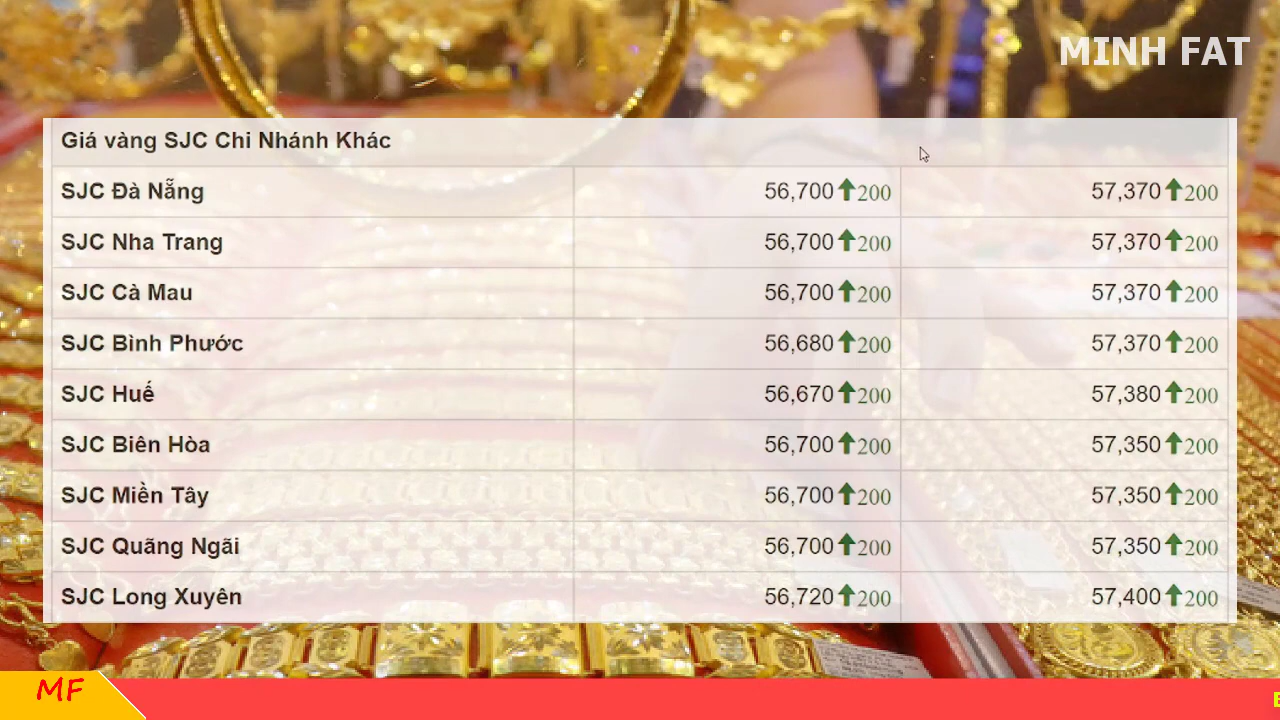 MINH FAT
Giá vàng SJC Chi Nhánh Khác
SJC Đà Nẵng 56,700 200 57,370 200
SJC Nha Trang 56,700 200 57,370 200
SJC Cà Mau 56,700 200 57,370 200
SJC Bình Phước 56,680 200 57,370 200
SJC Huế 56,670 200 57,380 200
SJC Biên Hòa 56,700 200 57,350 200
SJC Miền Tây 56,700 200 57,350 200
SJC Quãng Ngãi 56,700 200 57,350 200
SJC Long Xuyên 56,720 200 57,400 200
MF